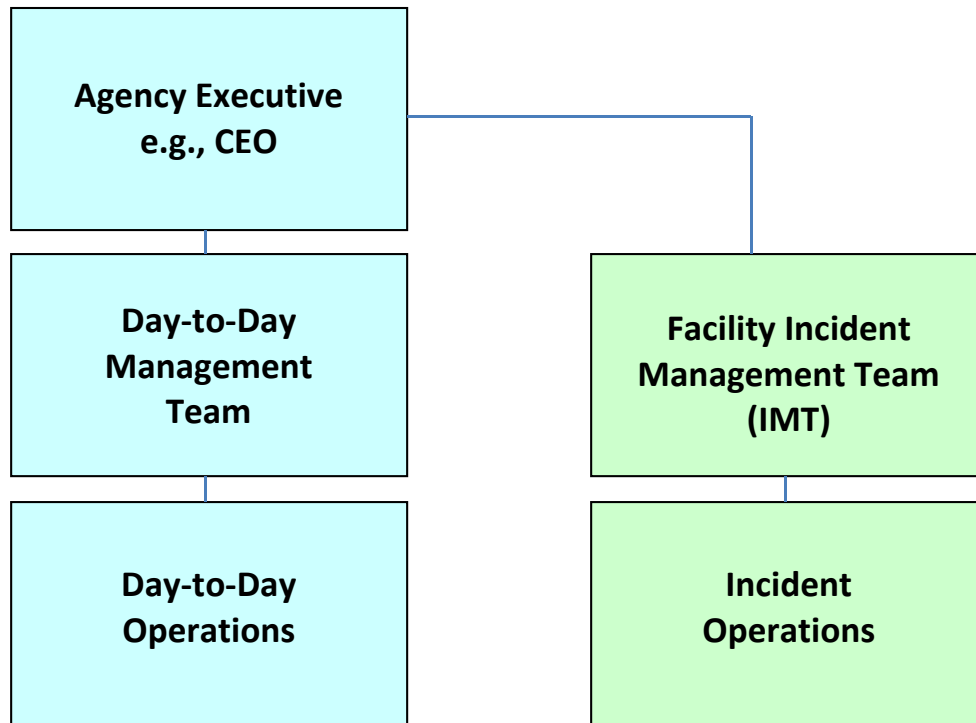 Agency Executive
e.g., CEO
Day-to-Day
Management
Team
Facility Incident
Management Team
(IMT)
Day-to-Day
Operations
Incident
Operations